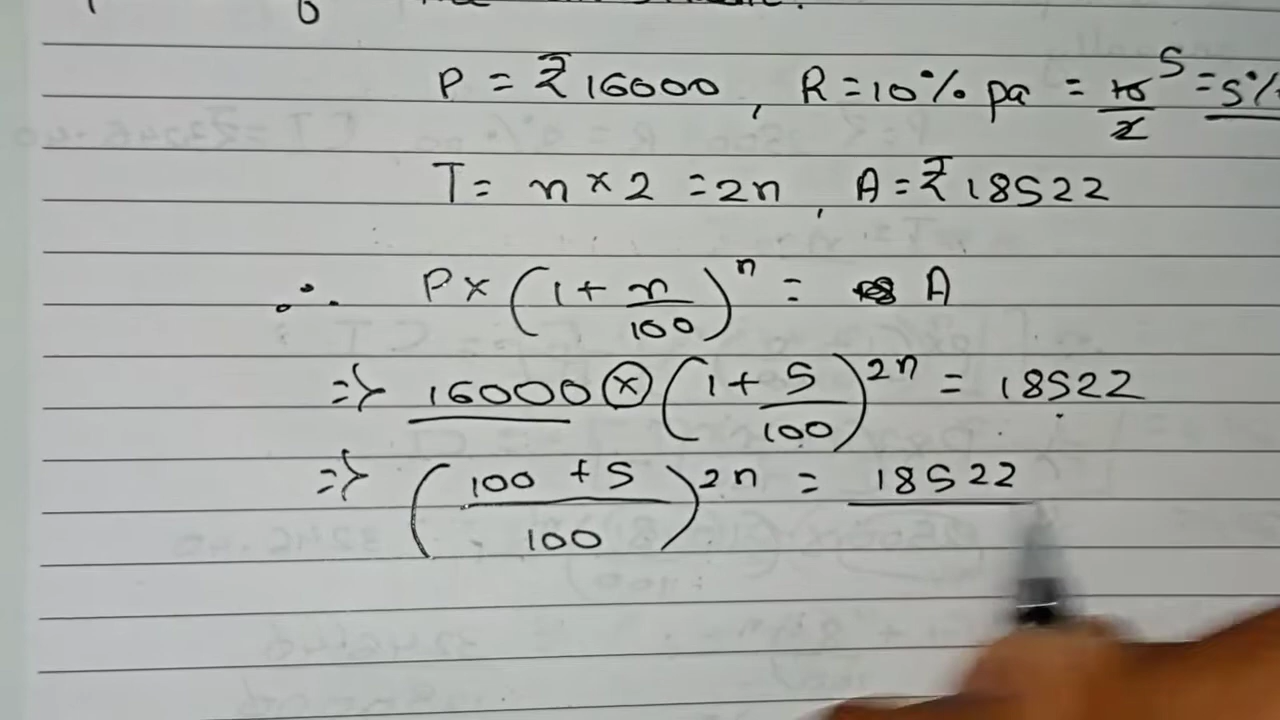 P = ₹16000, R = 10% pa = 10/2 5 = 5%
T = n × 2 = 2n, A = ₹18522
∴ P × (1 + r/100)^n = A
=> 16000 × (1 + 5/100)^2n = 18522
=> (100 + 5/100)^2n = 18522